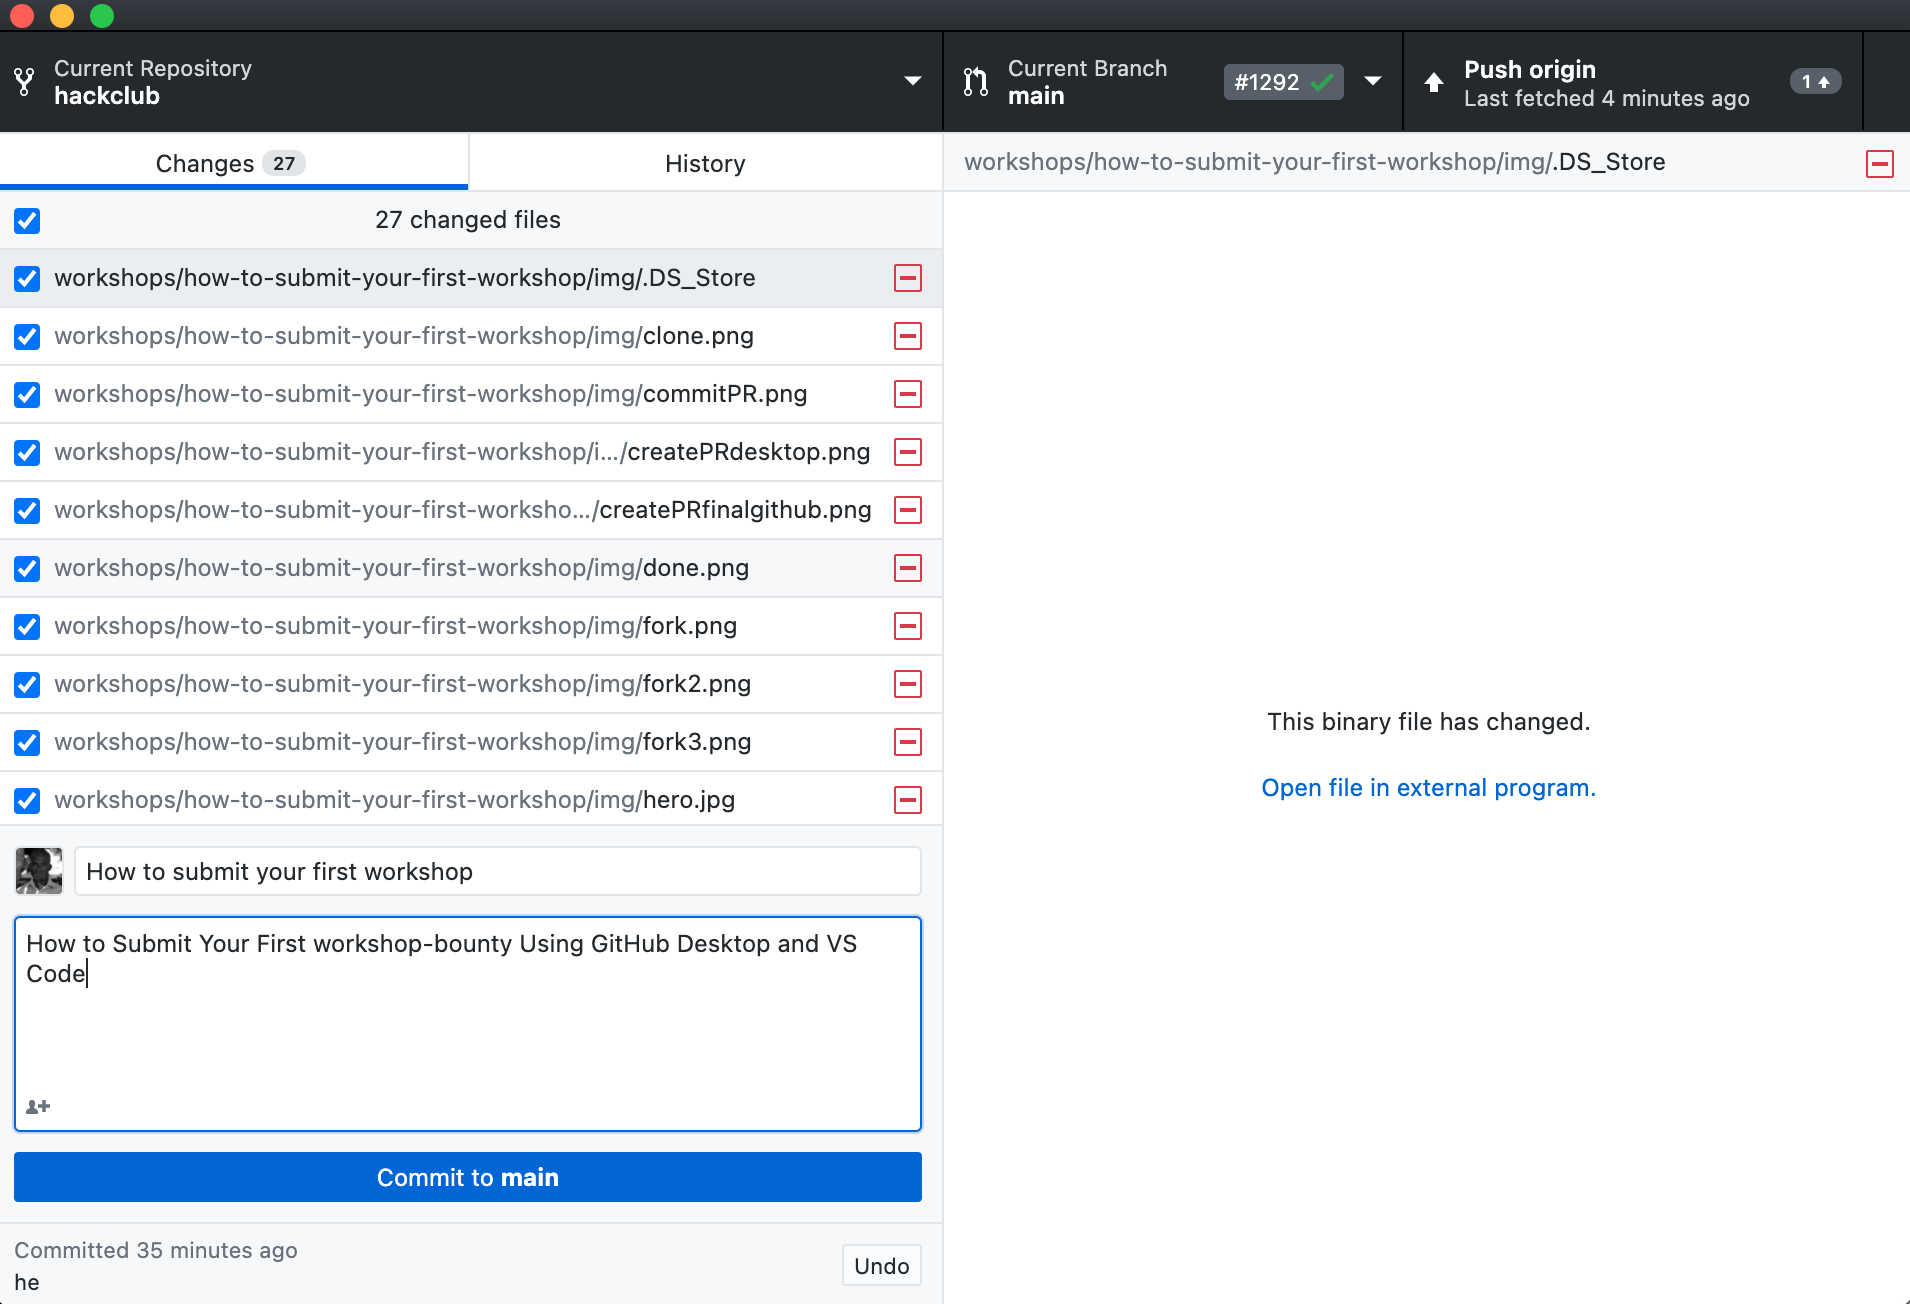 Current Repository
hackclub
Current Branch
main
#1292
Push origin
Last fetched 4 minutes ago
1
Changes 27
History
workshops/how-to-submit-your-first-workshop/img/.DS_Store
27 changed files
workshops/how-to-submit-your-first-workshop/img/.DS_Store
workshops/how-to-submit-your-first-workshop/img/clone.png
workshops/how-to-submit-your-first-workshop/img/commitPR.png
workshops/how-to-submit-your-first-workshop/i.../createPRdesktop.png
workshops/how-to-submit-your-first-worksho.../createPRfinalgithub.png
workshops/how-to-submit-your-first-workshop/img/done.png
workshops/how-to-submit-your-first-workshop/img/fork.png
workshops/how-to-submit-your-first-workshop/img/fork2.png
workshops/how-to-submit-your-first-workshop/img/fork3.png
workshops/how-to-submit-your-first-workshop/img/hero.jpg
This binary file has changed.
Open file in external program.
How to submit your first workshop
How to Submit Your First workshop-bounty Using GitHub Desktop and VS
Code
Commit to main
Committed 35 minutes ago
he
Undo